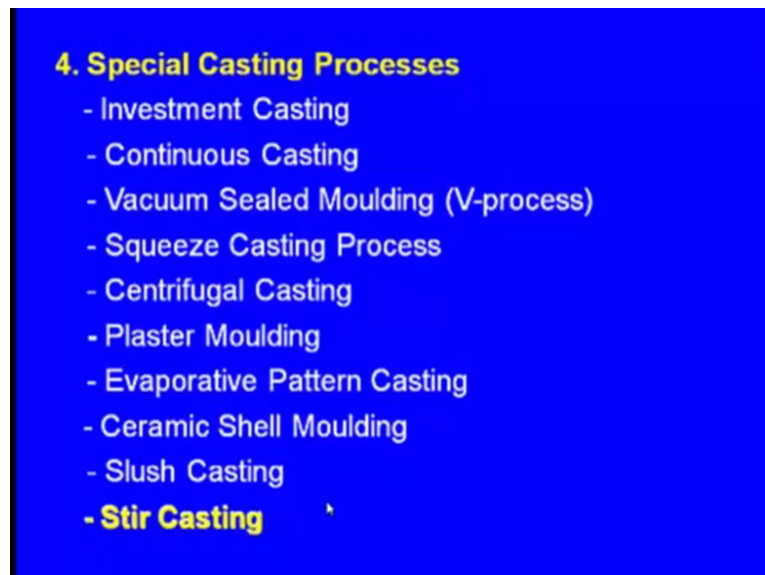 4. Special Casting Processes
- Investment Casting
- Continuous Casting
- Vacuum Sealed Moulding (V-process)
- Squeeze Casting Process
- Centrifugal Casting
- Plaster Moulding
- Evaporative Pattern Casting
- Ceramic Shell Moulding
- Slush Casting
- Stir Casting